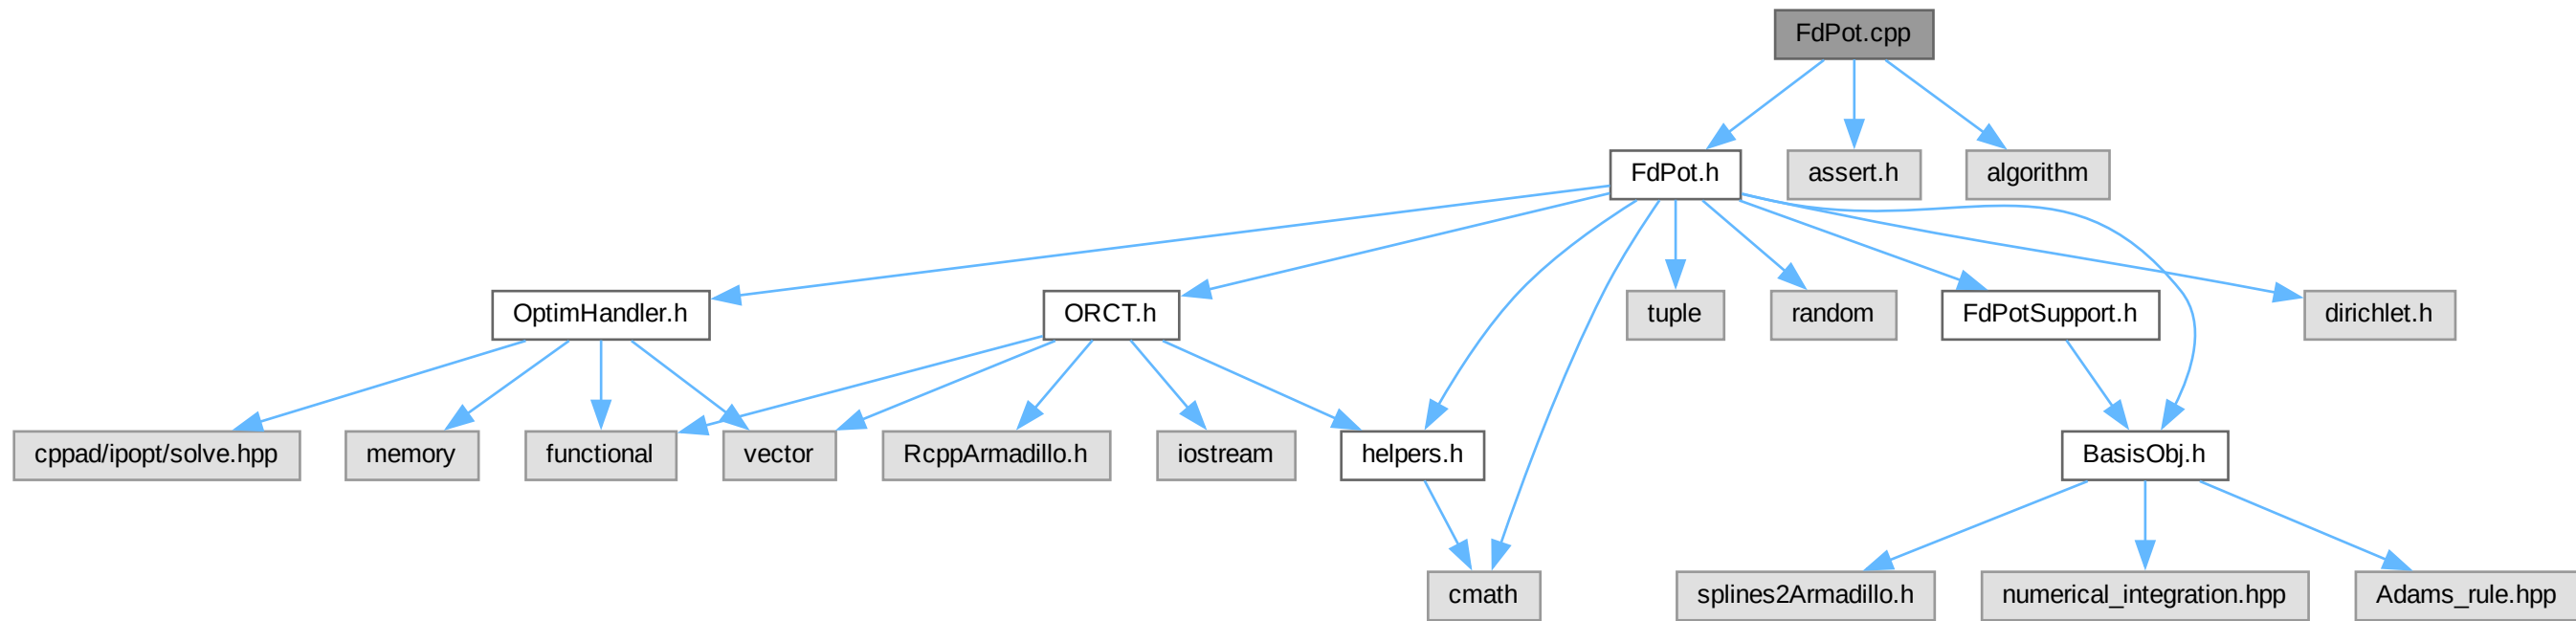 FdPot.cpp
FdPot.h
assert.h
algorithm
OptimHandler.h
ORCT.h
tuple
random
FdPotSupport.h
dirichlet.h
cppad/ipopt/solve.hpp
memory
functional
vector
RcppArmadillo.h
iostream
helpers.h
BasisObj.h
cmath
splines2Armadillo.h
numerical_integration.hpp
Adams_rule.hpp